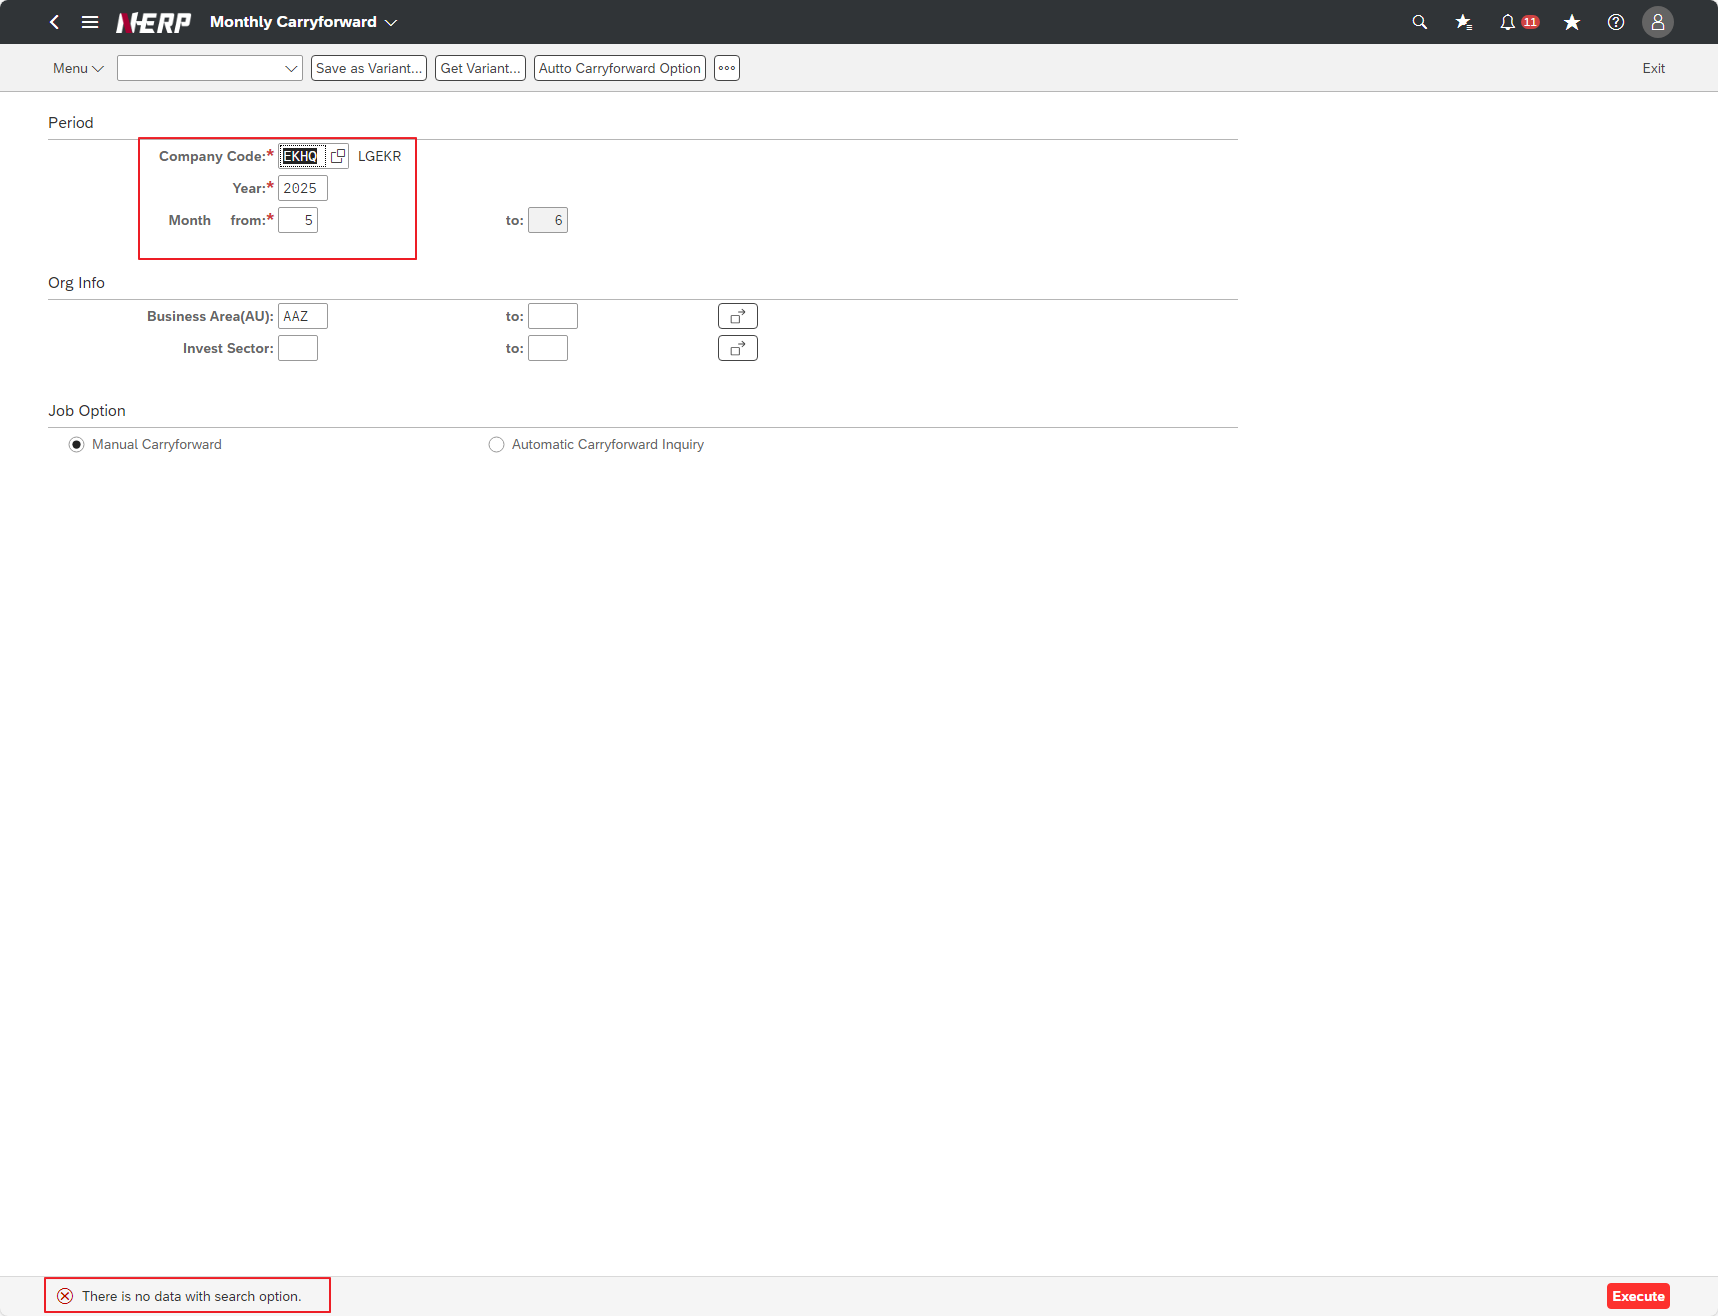 NERP Monthly Carryforward 11
Menu Save as Variant... Get Variant... Autto Carryforward Option Exit
Period
Company Code:* EKHQ LGEKR
Year:* 2025
Month from:* 5 to: 6
Org Info
Business Area(AU): AAZ to:
Invest Sector: to:
Job Option
Manual Carryforward Automatic Carryforward Inquiry
There is no data with search option. Execute